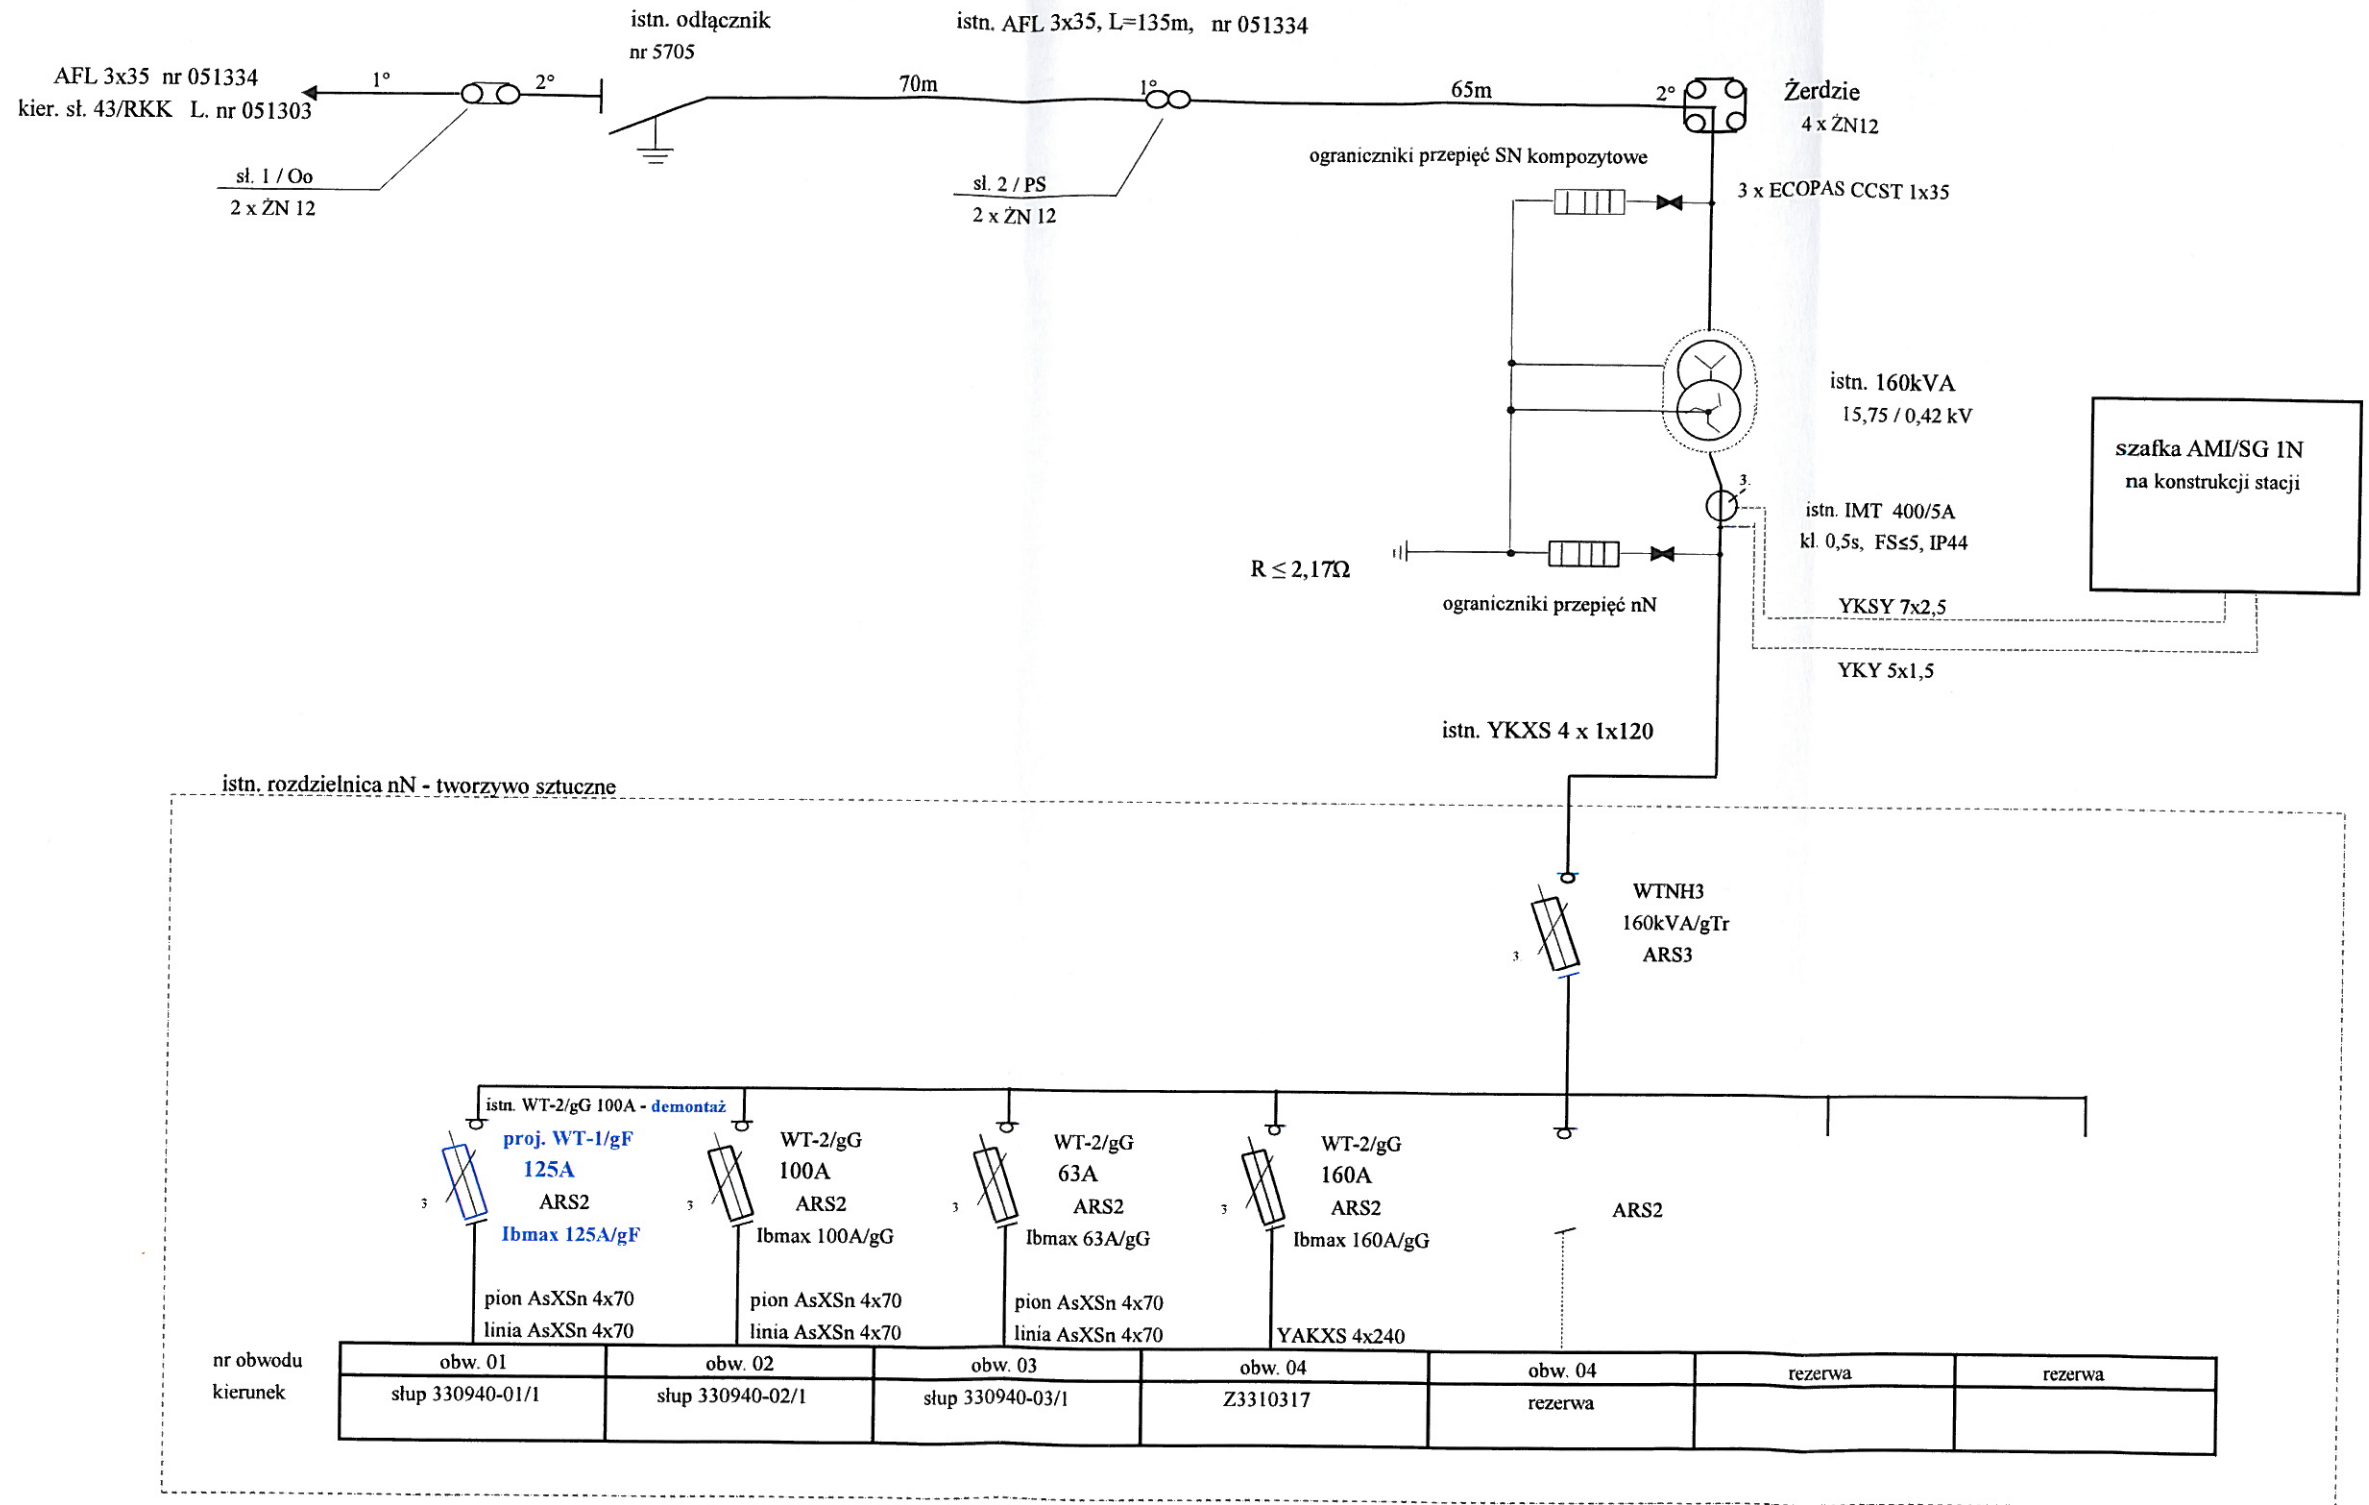 istn. odłącznik
nr 5705
istn. AFL 3x35, L=135m, nr 051334
AFL 3x35 nr 051334
kier. sł. 43/RKK L. nr 051303
1°
2°
70m
1°
65m
2°
Żerdzie
4 x ŻN12
sł. 1 / Oo
2 x ŻN 12
sł. 2 / PS
2 x ŻN 12
ograniczniki przepięć SN kompozytowe
3 x ECOPAS CCST 1x35
istn. 160kVA
15,75 / 0,42 kV
szafka AMI/SG 1N
na konstrukcji stacji
3.
istn. IMT 400/5A
kl. 0,5s, FS≤5, IP44
R ≤ 2,17Ω
ograniczniki przepięć nN
YKSY 7x2,5
YKY 5x1,5
istn. YKXS 4 x 1x120
istn. rozdzielnica nN - tworzywo sztuczne
WTNH3
160kVA/gTr
ARS3
3
istn. WT-2/gG 100A - demontaż
proj. WT-1/gF
125A
ARS2
3
Ibmax 125A/gF
pion AsXSn 4x70
linia AsXSn 4x70
WT-2/gG
100A
ARS2
3
Ibmax 100A/gG
pion AsXSn 4x70
linia AsXSn 4x70
WT-2/gG
63A
ARS2
3
Ibmax 63A/gG
pion AsXSn 4x70
linia AsXSn 4x70
WT-2/gG
160A
ARS2
3
Ibmax 160A/gG
YAKXS 4x240
ARS2
nr obwodu obw. 01 obw. 02 obw. 03 obw. 04 obw. 04 rezerwa rezerwa
kierunek słup 330940-01/1 słup 330940-02/1 słup 330940-03/1 Z3310317 rezerwa